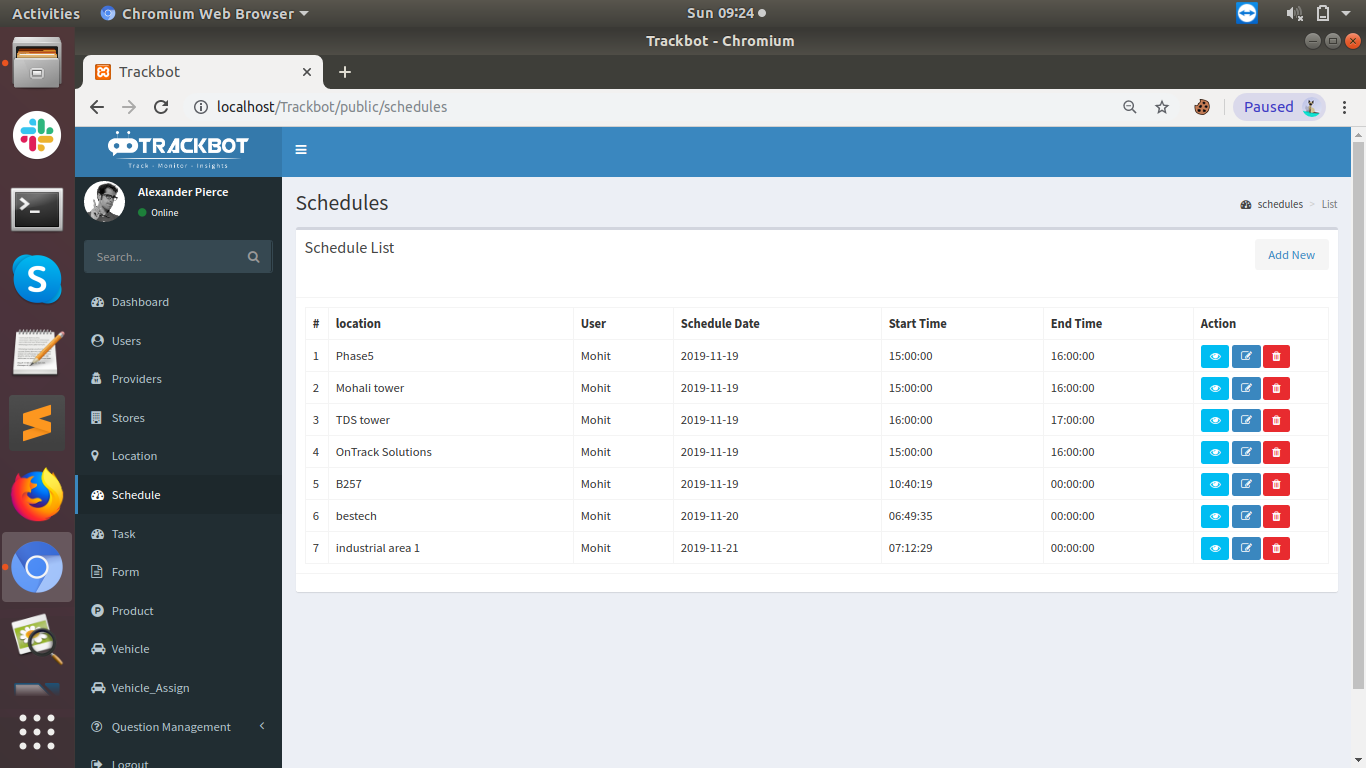 Activities Chromium Web Browser Sun 09:24
Trackbot - Chromium
Trackbot
localhost/Trackbot/public/schedules Paused
TRACKBOT
Track - Monitor - Insights
Alexander Pierce
Online
Search...
Dashboard
Users
Providers
Stores
Location
Schedule
Task
Form
Product
Vehicle
Vehicle_Assign
Question Management
Logout
Schedules
schedules > List
Schedule List
Add New
# location User Schedule Date Start Time End Time Action
1 Phase5 Mohit 2019-11-19 15:00:00 16:00:00
2 Mohali tower Mohit 2019-11-19 15:00:00 16:00:00
3 TDS tower Mohit 2019-11-19 16:00:00 17:00:00
4 OnTrack Solutions Mohit 2019-11-19 15:00:00 16:00:00
5 B257 Mohit 2019-11-19 10:40:19 00:00:00
6 bestech Mohit 2019-11-20 06:49:35 00:00:00
7 industrial area 1 Mohit 2019-11-21 07:12:29 00:00:00